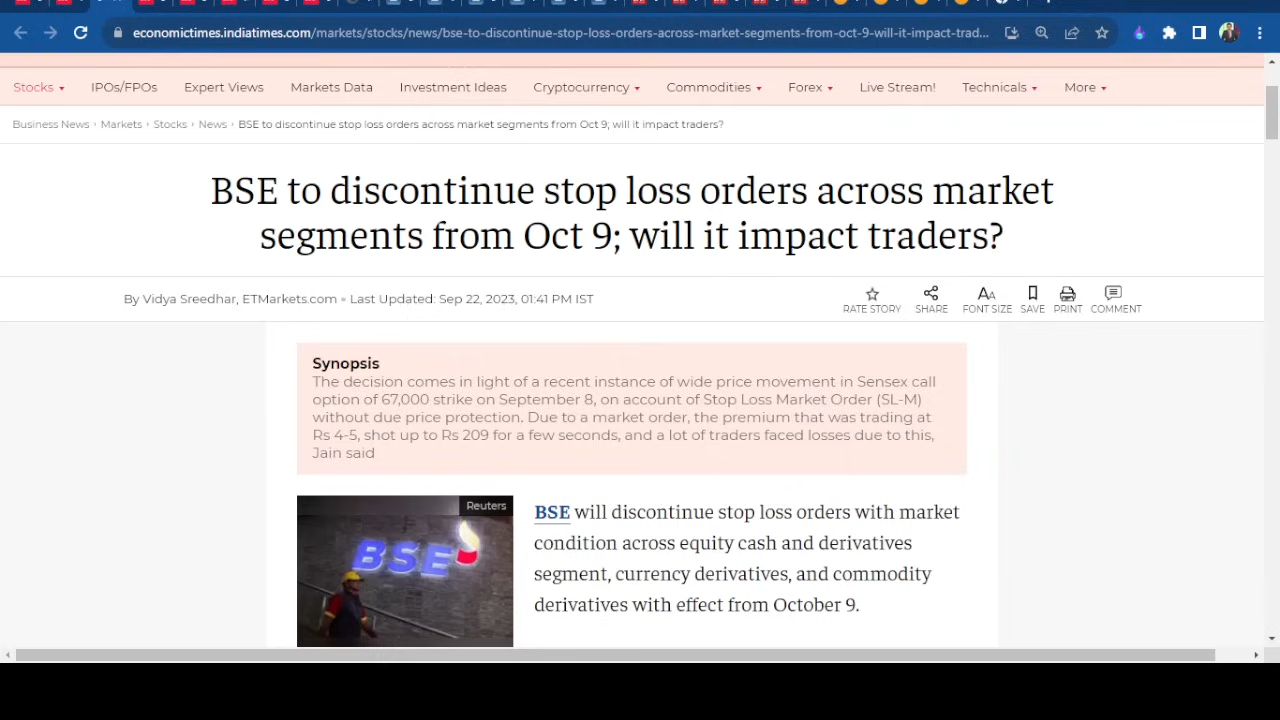 economictimes.indiatimes.com/markets/stocks/news/bse-to-discontinue-stop-loss-orders-across-market-segments-from-oct-9-will-it-impact-trad...
Stocks IPOs/FPOs Expert Views Markets Data Investment Ideas Cryptocurrency Commodities Forex Live Stream! Technicals More
Business News › Markets › Stocks › News › BSE to discontinue stop loss orders across market segments from Oct 9; will it impact traders?
BSE to discontinue stop loss orders across market
segments from Oct 9; will it impact traders?
By Vidya Sreedhar, ETMarkets.com • Last Updated: Sep 22, 2023, 01:41 PM IST
RATE STORY SHARE FONT SIZE SAVE PRINT COMMENT
Synopsis
The decision comes in light of a recent instance of wide price movement in Sensex call
option of 67,000 strike on September 8, on account of Stop Loss Market Order (SL-M)
without due price protection. Due to a market order, the premium that was trading at
Rs 4-5, shot up to Rs 209 for a few seconds, and a lot of traders faced losses due to this,
Jain said
Reuters
BSE
BSE will discontinue stop loss orders with market
condition across equity cash and derivatives
segment, currency derivatives, and commodity
derivatives with effect from October 9.